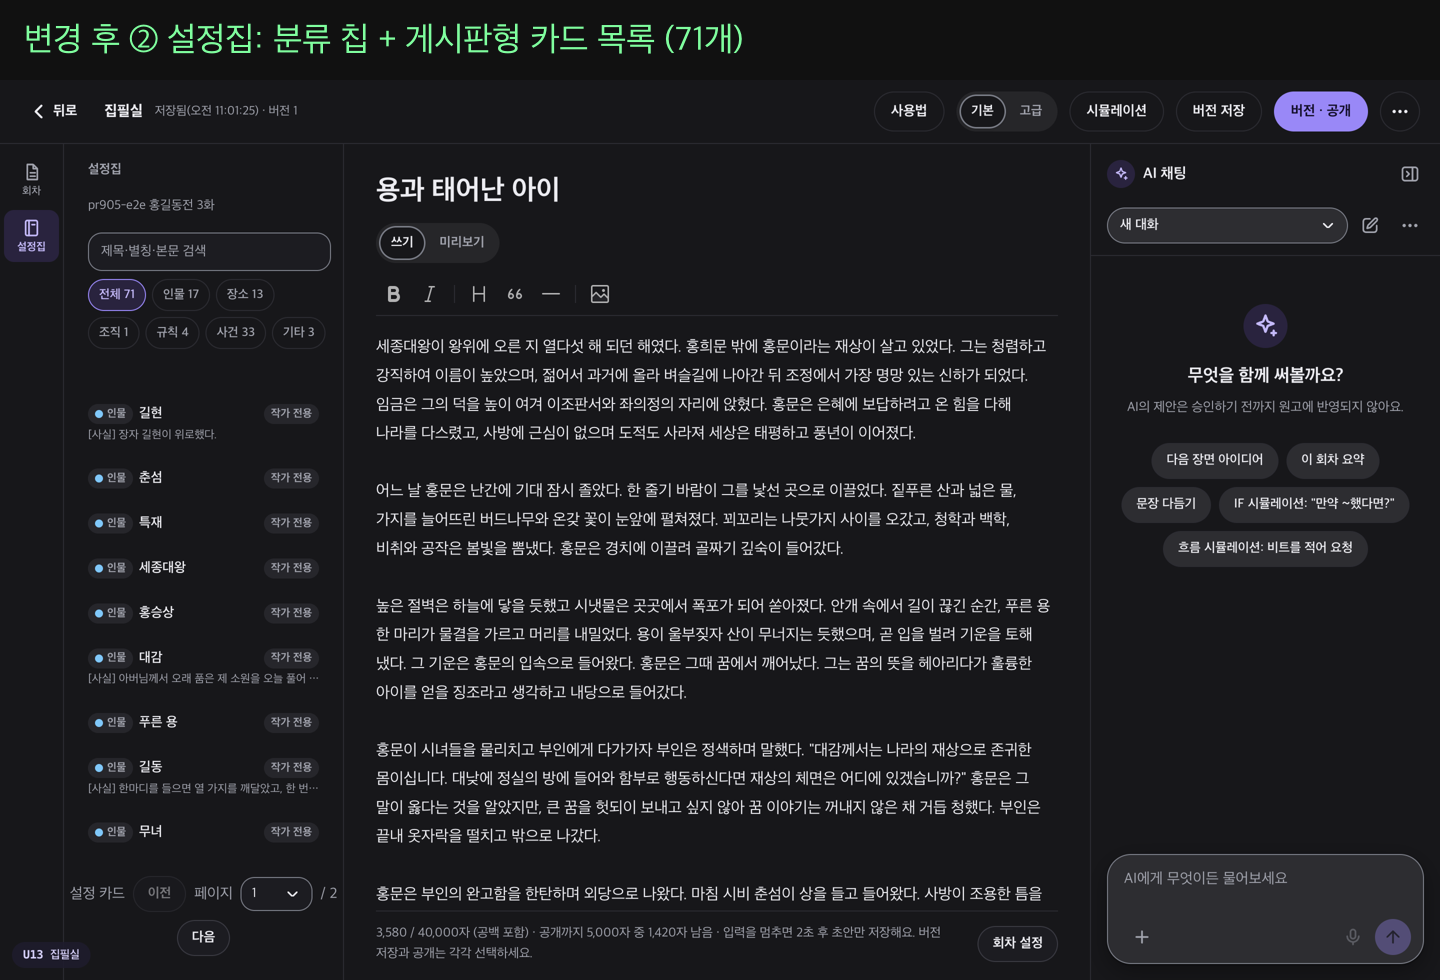 변경 후 ② 설정집: 분류 칩 + 게시판형 카드 목록 (71개)
뒤로
집필실
저장됨(오전 11:01:25) · 버전 1
사용법
기본
고급
시뮬레이션
버전 저장
버전 · 공개
회차
설정집
설정집
pr905-e2e 홍길동전 3화
제목·별칭·본문 검색
전체 71
인물 17
장소 13
조직 1
규칙 4
사건 33
기타 3
인물 길현 작가 전용
[사실] 장자 길현이 위로했다.
인물 춘섬 작가 전용
인물 특재 작가 전용
인물 세종대왕 작가 전용
인물 홍승상 작가 전용
인물 대감 작가 전용
[사실] 아버님께서 오래 품은 제 소원을 오늘 풀어 ···
인물 푸른 용 작가 전용
인물 길동 작가 전용
[사실] 한마디를 들으면 열 가지를 깨달았고, 한 번···
인물 무녀 작가 전용
설정 카드 이전 페이지 1 / 2
다음
U13 집필실
용과 태어난 아이
쓰기
미리보기
B I H 66
세종대왕이 왕위에 오른 지 열다섯 해 되던 해였다. 홍희문 밖에 홍문이라는 재상이 살고 있었다. 그는 청렴하고
강직하여 이름이 높았으며, 젊어서 과거에 올라 벼슬길에 나아간 뒤 조정에서 가장 명망 있는 신하가 되었다.
임금은 그의 덕을 높이 여겨 이조판서와 좌의정의 자리에 앉혔다. 홍문은 은혜에 보답하려고 온 힘을 다해
나라를 다스렸고, 사방에 근심이 없으며 도적도 사라져 세상은 태평하고 풍년이 이어졌다.
어느 날 홍문은 난간에 기대 잠시 졸았다. 한 줄기 바람이 그를 낯선 곳으로 이끌었다. 짙푸른 산과 넓은 물,
가지를 늘어뜨린 버드나무와 온갖 꽃이 눈앞에 펼쳐졌다. 꾀꼬리는 나뭇가지 사이를 오갔고, 청학과 백학,
비취와 공작은 봄빛을 뽐냈다. 홍문은 경치에 이끌려 골짜기 깊숙이 들어갔다.
높은 절벽은 하늘에 닿을 듯했고 시냇물은 곳곳에서 폭포가 되어 쏟아졌다. 안개 속에서 길이 끊긴 순간, 푸른 용
한 마리가 물결을 가르고 머리를 내밀었다. 용이 울부짖자 산이 무너지는 듯했으며, 곧 입을 벌려 기운을 토해
냈다. 그 기운은 홍문의 입속으로 들어왔다. 홍문은 그때 꿈에서 깨어났다. 그는 꿈의 뜻을 헤아리다가 훌륭한
아이를 얻을 징조라고 생각하고 내당으로 들어갔다.
홍문이 시녀들을 물리치고 부인에게 다가가자 부인은 정색하며 말했다. "대감께서는 나라의 재상으로 존귀한
몸이십니다. 대낮에 정실의 방에 들어와 함부로 행동하신다면 재상의 체면은 어디에 있겠습니까?" 홍문은 그
말이 옳다는 것을 알았지만, 큰 꿈을 헛되이 보내고 싶지 않아 꿈 이야기는 꺼내지 않은 채 거듭 청했다. 부인은
끝내 옷자락을 떨치고 밖으로 나갔다.
홍문은 부인의 완고함을 한탄하며 외당으로 나왔다. 마침 시비 춘섬이 상을 들고 들어왔다. 사방이 조용한 틈을
3,580 / 40,000자 (공백 포함) · 공개까지 5,000자 중 1,420자 남음 · 입력을 멈추면 2초 후 초안만 저장해요. 버전
저장과 공개는 각각 선택하세요.
회차 설정
AI 채팅
새 대화
무엇을 함께 써볼까요?
AI의 제안은 승인하기 전까지 원고에 반영되지 않아요.
다음 장면 아이디어
이 회차 요약
문장 다듬기
IF 시뮬레이션: "만약 ~했다면?"
흐름 시뮬레이션: 비트를 적어 요청
AI에게 무엇이든 물어보세요